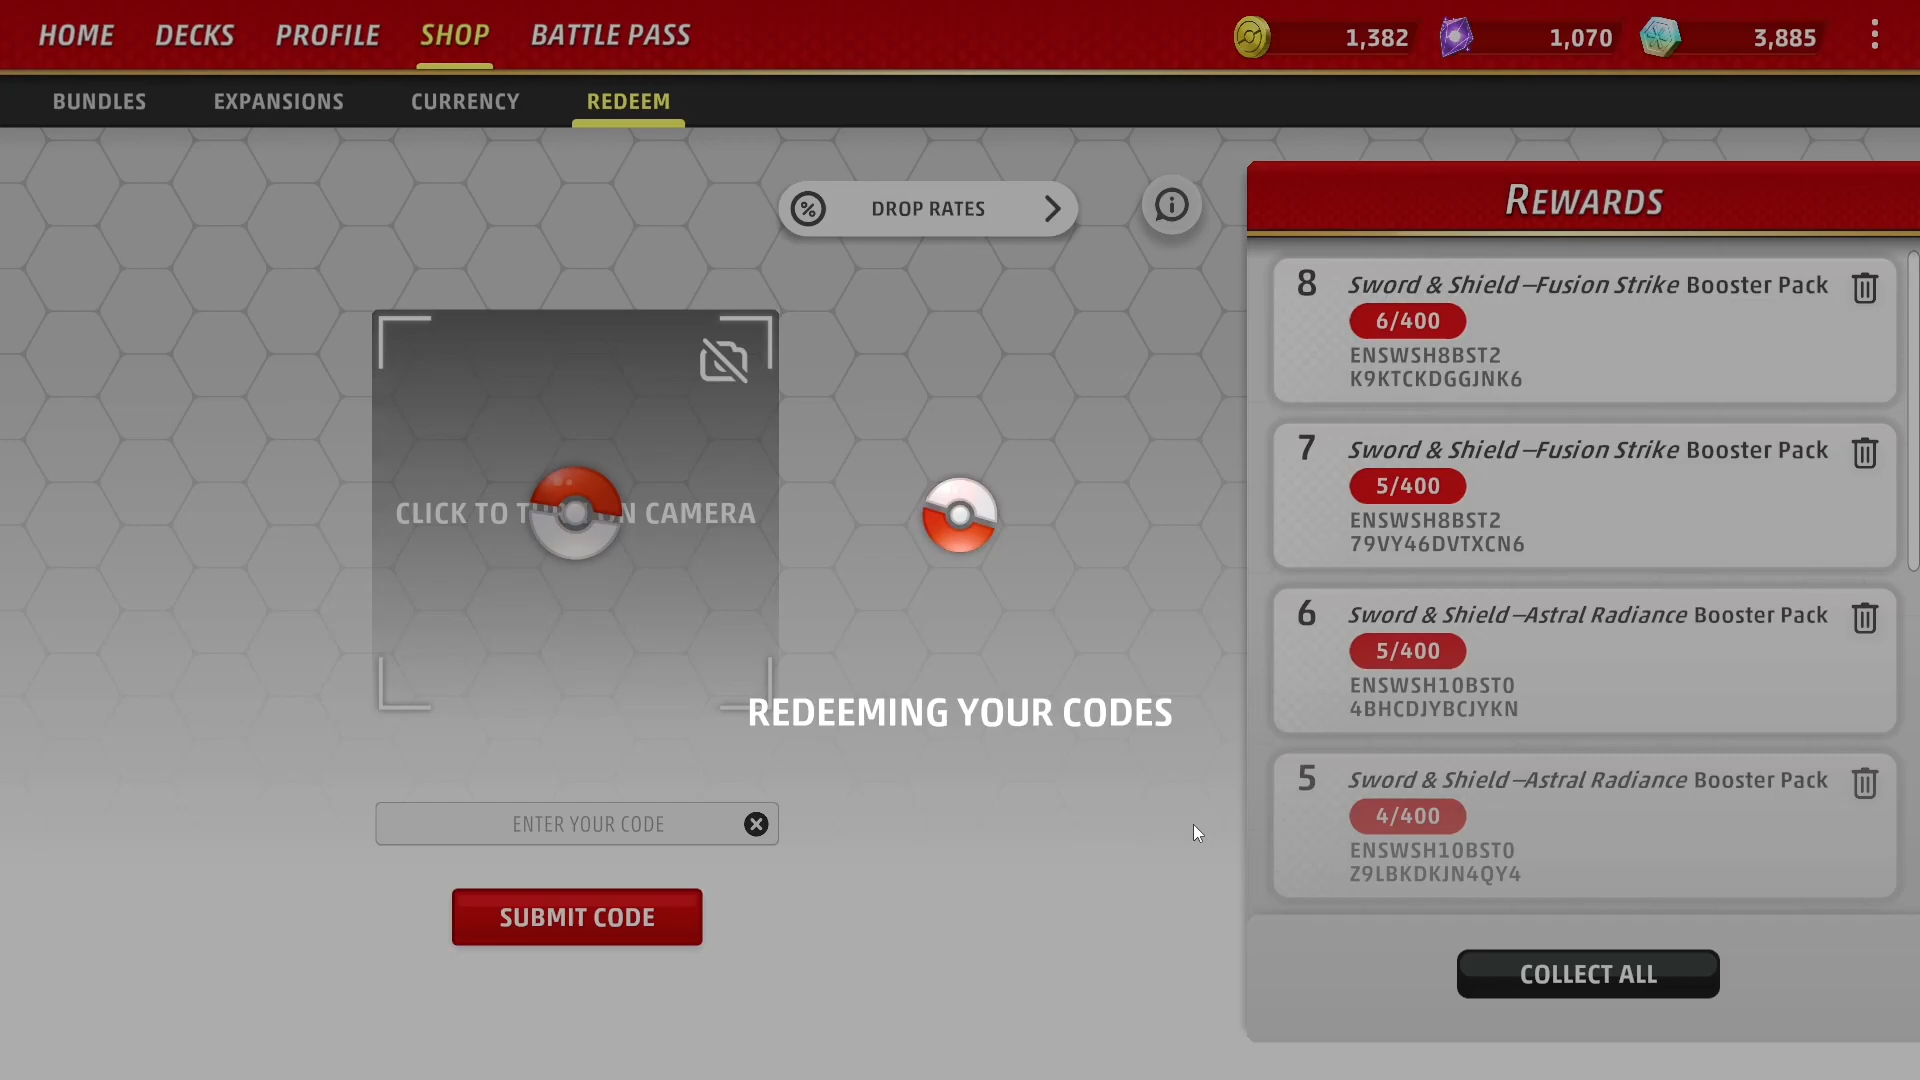 HOME DECKS PROFILE SHOP BATTLE PASS 1,382 1,070 3,885
BUNDLES EXPANSIONS CURRENCY REDEEM
DROP RATES
CLICK TO T N CAMERA
REDEEMING YOUR CODES
ENTER YOUR CODE
SUBMIT CODE
REWARDS
8 Sword & Shield—Fusion Strike Booster Pack
6/400
ENSWSH8BST2
K9KTCKDGGJNK6
7 Sword & Shield—Fusion Strike Booster Pack
5/400
ENSWSH8BST2
79VY46DVTXCN6
6 Sword & Shield—Astral Radiance Booster Pack
5/400
ENSWSH10BST0
4BHCDJYBCJYKN
5 Sword & Shield—Astral Radiance Booster Pack
4/400
ENSWSH10BST0
Z9LBKDKJN4QY4
COLLECT ALL